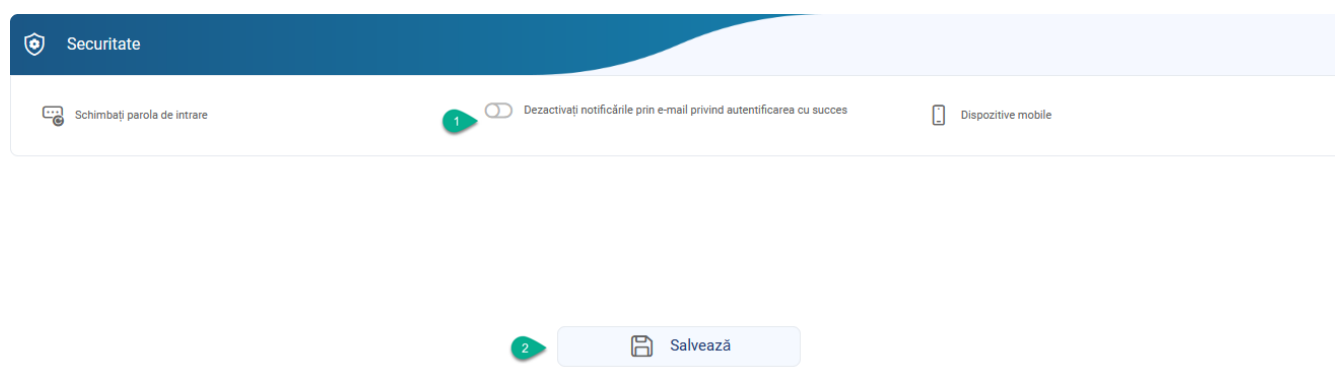 Securitate
Schimbați parola de intrare
1
Dezactivați notificările prin e-mail privind autentificarea cu succes
Dispozitive mobile
2
Salvează